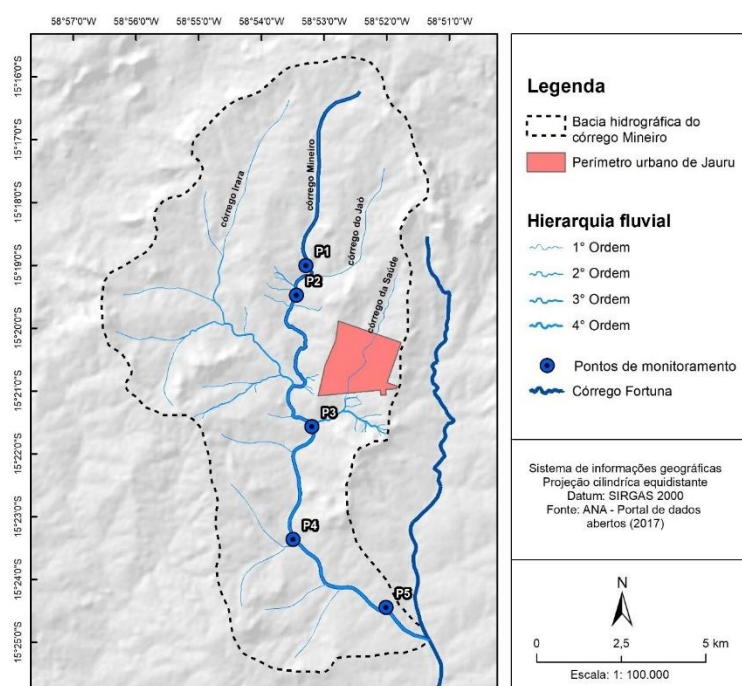 58°57'0"O 58°56'0"O 58°55'0"O 58°54'0"O 58°53'0"O 58°52'0"O 58°51'0"O
15°16'0"S
15°17'0"S
15°18'0"S
15°19'0"S
15°20'0"S
15°21'0"S
15°22'0"S
15°23'0"S
15°24'0"S
15°25'0"S
córrego Irara
córrego Mineiro
córrego do Jaó
córrego da Saúde
P1
P2
P3
P4
P5
Legenda
Bacia hidrográfica do
córrego Mineiro
Perímetro urbano de Jauru
Hierarquia fluvial
1° Ordem
2° Ordem
3° Ordem
4° Ordem
Pontos de monitoramento
Córrego Fortuna
Sistema de informações geográficas
Projeção cilíndrica equidistante
Datum: SIRGAS 2000
Fonte: ANA - Portal de dados
abertos (2017)
N
0 2,5 5 km
Escala: 1: 100.000